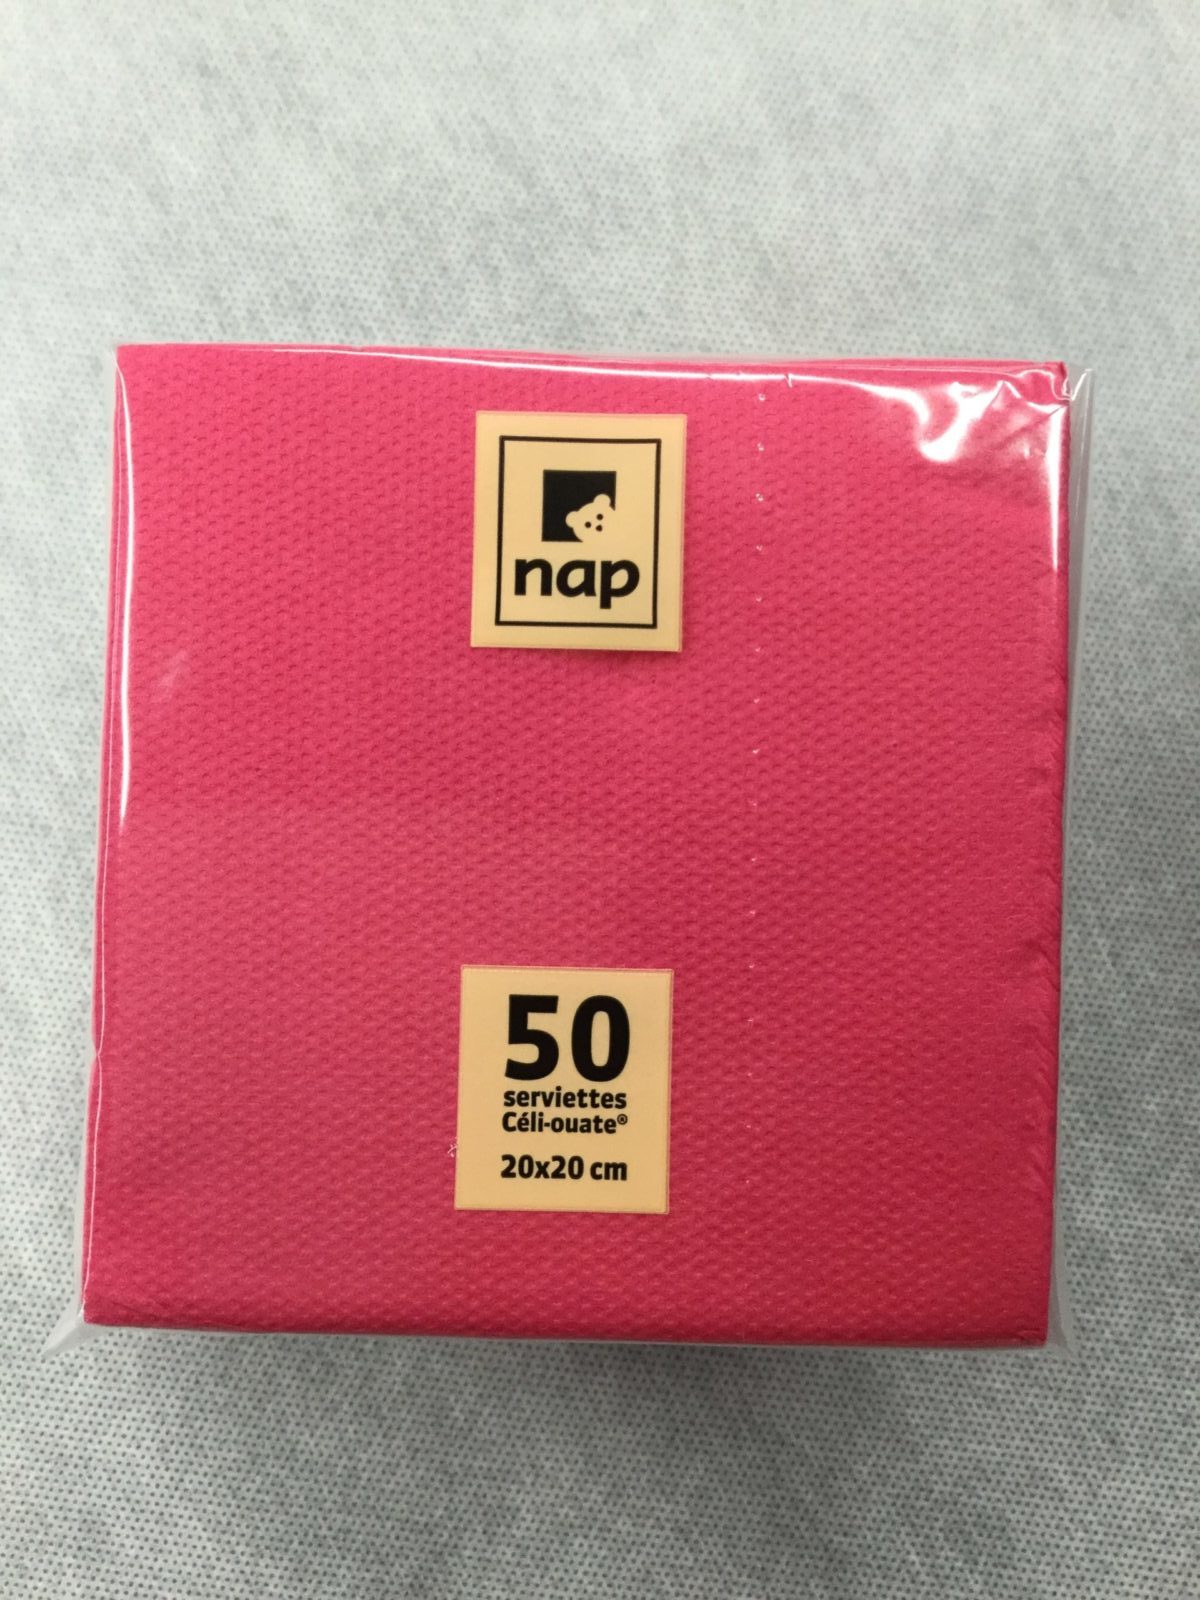 nap
50
serviettes
Céli-ouate®
20x20 cm